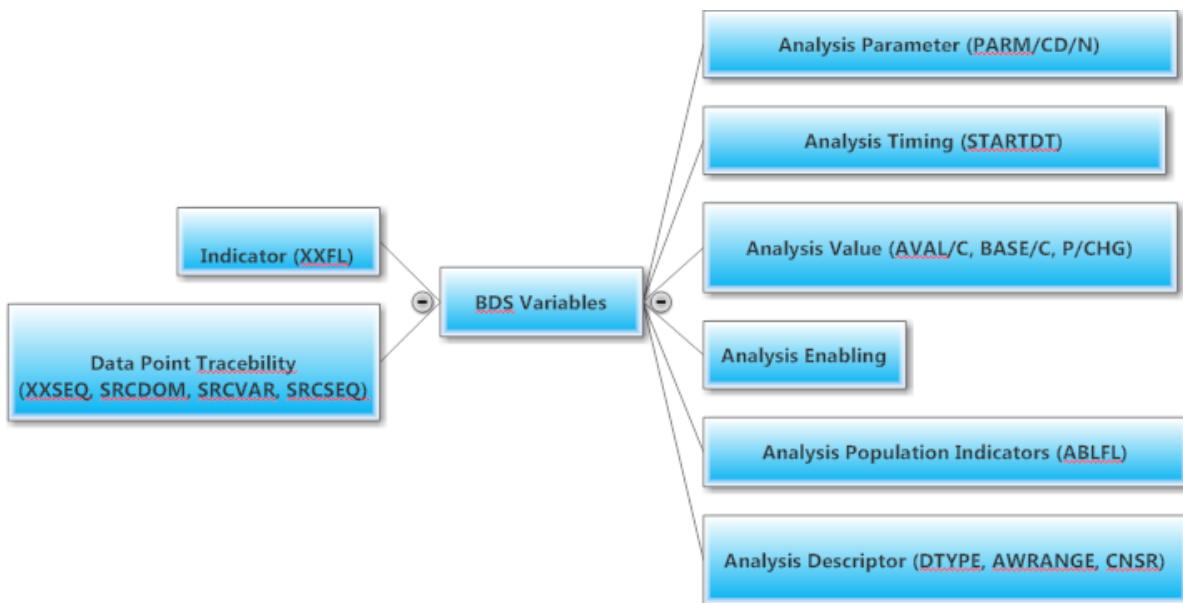 Analysis Parameter (PARM/CD/N)
Analysis Timing (STARTDT)
Indicator (XXFL)
Analysis Value (AVAL/C, BASE/C, P/CHG)
BDS Variables
Data Point Tracebility
(XXSEQ, SRCDOM, SRCVAR, SRCSEQ)
Analysis Enabling
Analysis Population Indicators (ABLFL)
Analysis Descriptor (DTYPE, AWRANGE, CNSR)